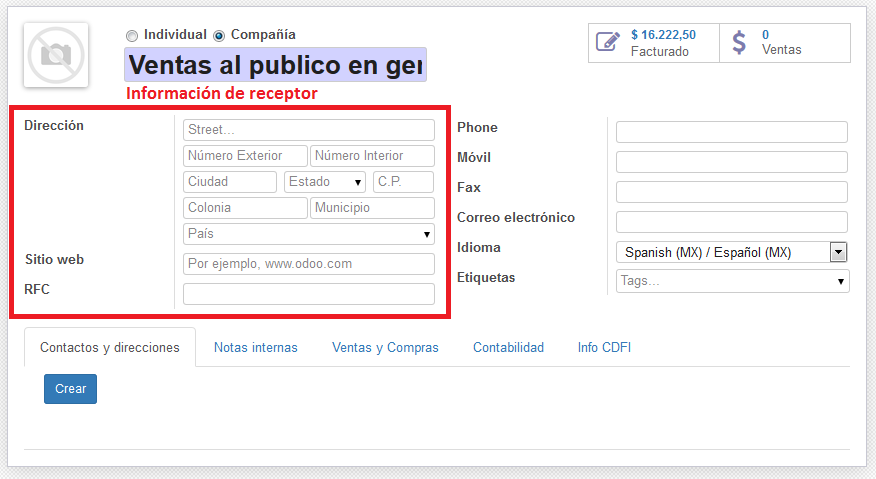 Individual Compañía
$ 16.222,50
Facturado
0
Ventas
Ventas al publico en ger
Información de receptor
Dirección
Street...
Número Exterior Número Interior
Ciudad Estado C.P.
Colonia Municipio
País
Sitio web Por ejemplo, www.odoo.com
RFC
Phone
Móvil
Fax
Correo electrónico
Idioma Spanish (MX) / Español (MX)
Etiquetas Tags...
Contactos y direcciones Notas internas Ventas y Compras Contabilidad Info CDFI
Crear